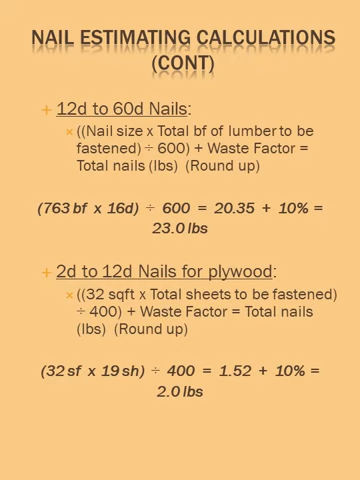 NAIL ESTIMATING CALCULATIONS
(CONT)
+ 12d to 60d Nails:
× ((Nail size x Total bf of lumber to be
fastened) ÷ 600) + Waste Factor =
Total nails (lbs) (Round up)
(763 bf x 16d) ÷ 600 = 20.35 + 10% =
23.0 lbs
+ 2d to 12d Nails for plywood:
× ((32 sqft x Total sheets to be fastened)
÷ 400) + Waste Factor = Total nails
(lbs) (Round up)
(32 sf x 19 sh) ÷ 400 = 1.52 + 10% =
2.0 lbs